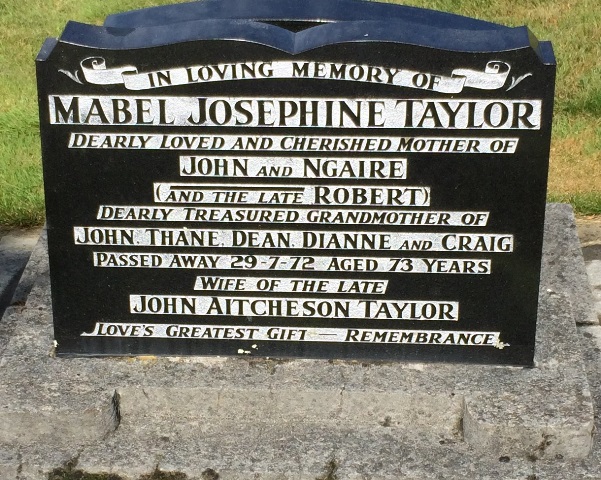 IN LOVING MEMORY OF
MABEL JOSEPHINE TAYLOR
DEARLY LOVED AND CHERISHED MOTHER OF
JOHN AND NGAIRE
(AND THE LATE ROBERT)
DEARLY TREASURED GRANDMOTHER OF
JOHN, THANE, DEAN, DIANNE AND CRAIG
PASSED AWAY 29-7-72 AGED 73 YEARS
WIFE OF THE LATE
JOHN AITCHESON TAYLOR
LOVE'S GREATEST GIFT — REMEMBRANCE